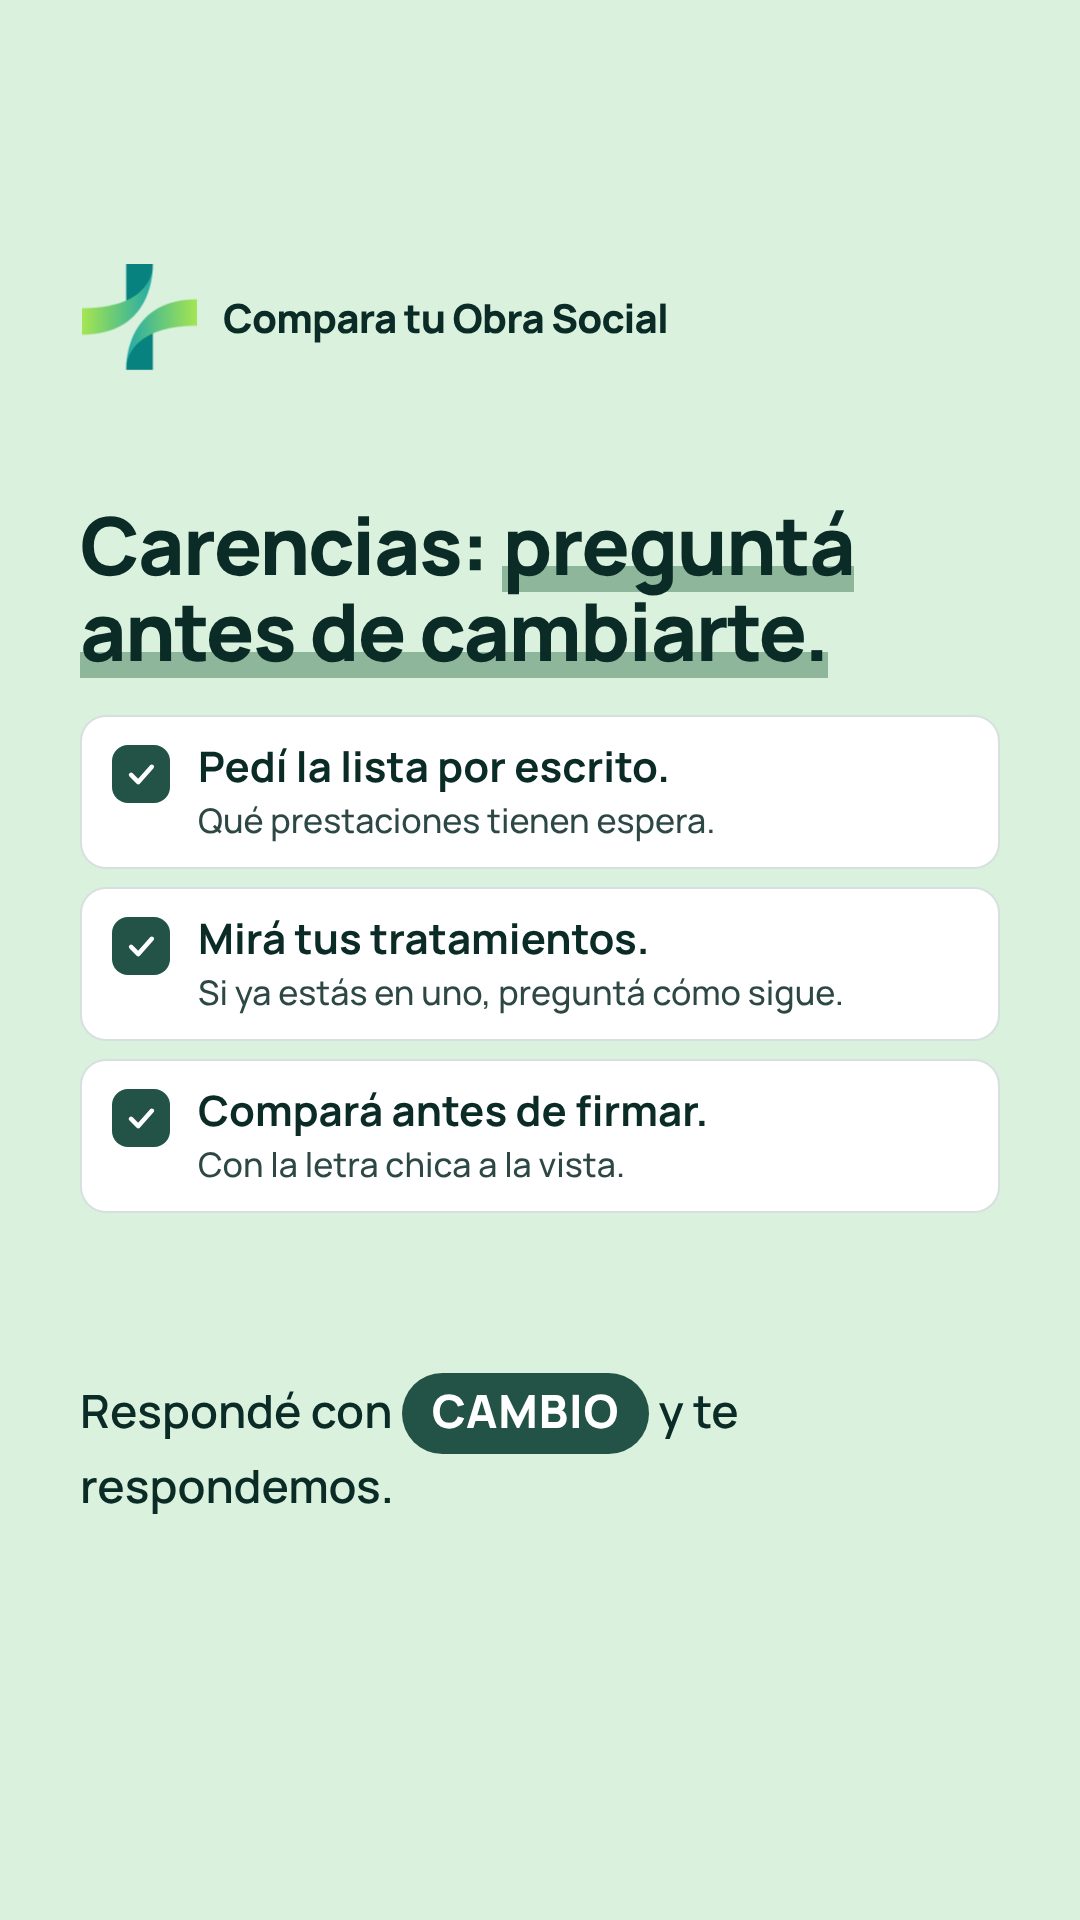 Compara tu Obra Social
Carencias: preguntá
antes de cambiarte.
Pedí la lista por escrito.
Qué prestaciones tienen espera.
Mirá tus tratamientos.
Si ya estás en uno, preguntá cómo sigue.
Compará antes de firmar.
Con la letra chica a la vista.
Respondé con CAMBIO y te
respondemos.